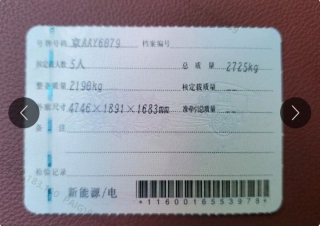 号牌号码 京AAY6079 档案编号
核定载人数 5人 总质量 2725kg
整备质量 2198kg 核定载质量 --
外廓尺寸 4746×1891×1683mm 准牵引总质量 --
备注
检验记录
新能源/电
*1160016553978*